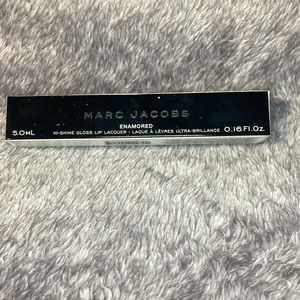 MARC JACOBS
ENAMORED
5.0mL HI-SHINE GLOSS LIP LACQUER - LAQUE À LÈVRES ULTRA-BRILLANCE 0.16 Fl.Oz.